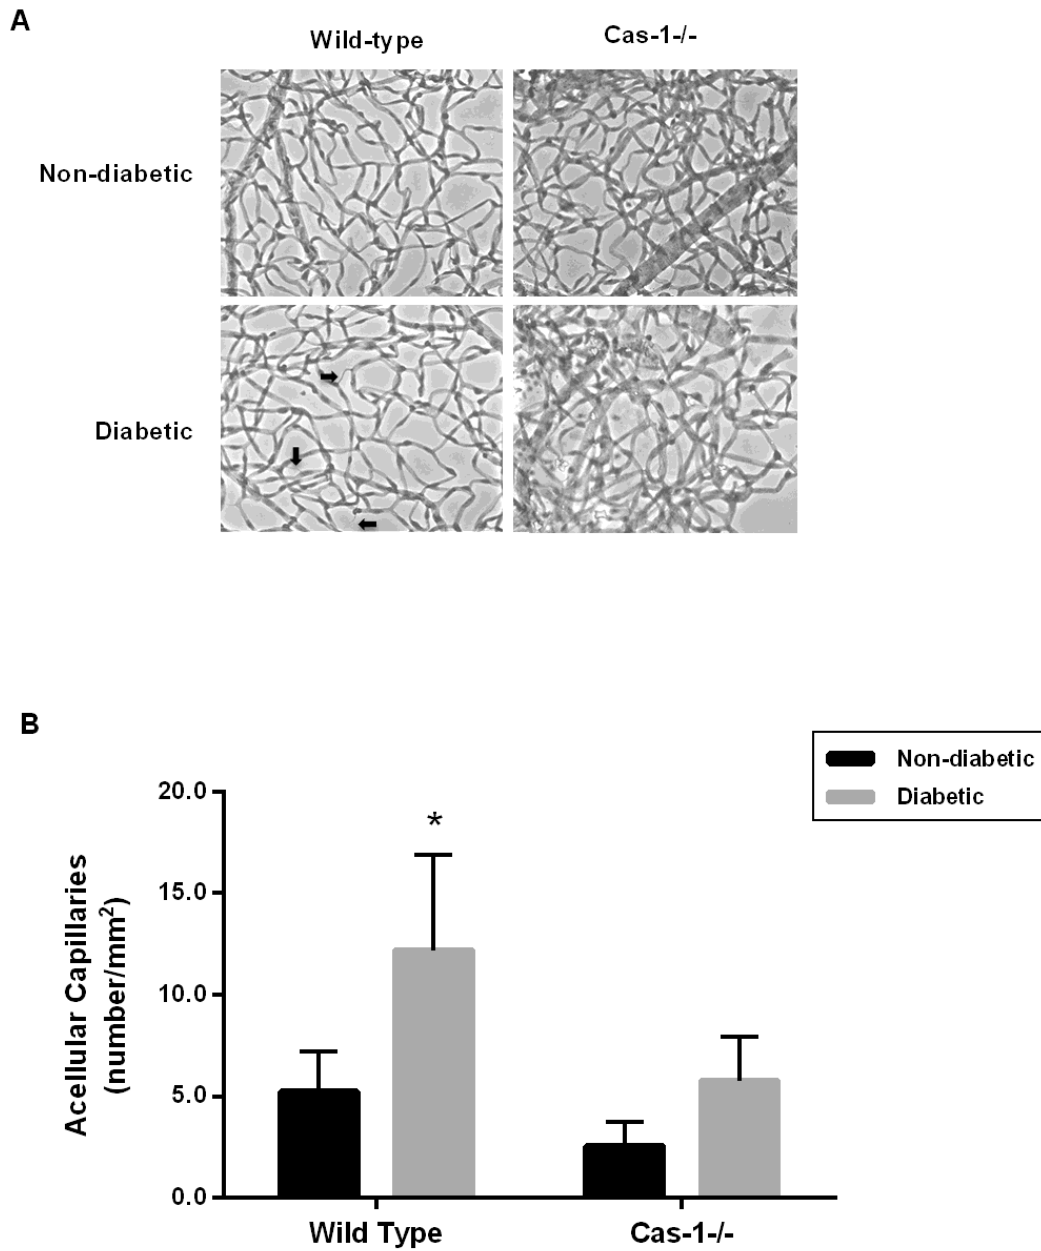 A
Wild-type
Cas-1-/-
Non-diabetic
Diabetic
B
Non-diabetic
Diabetic
20.0
15.0
10.0
5.0
0.0
Acellular Capillaries
(number/mm²)
*
Wild Type
Cas-1-/-